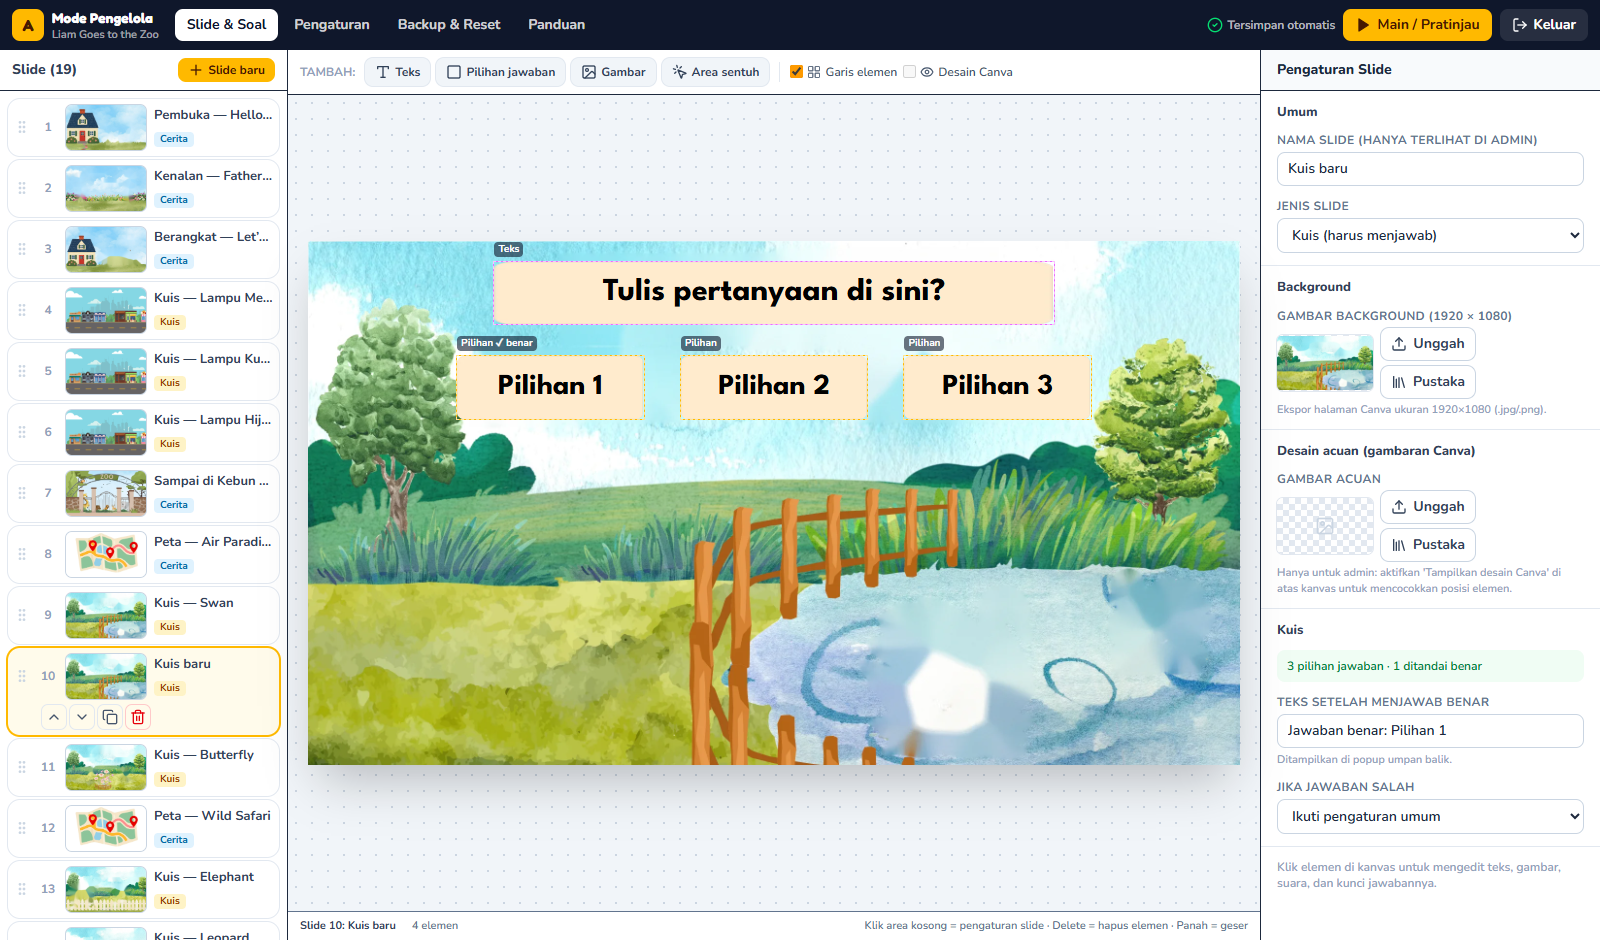 A
Mode Pengelola
Liam Goes to the Zoo
Slide & Soal
Pengaturan
Backup & Reset
Panduan
Tersimpan otomatis
Main / Pratinjau
Keluar
Slide (19)
Slide baru
1
Pembuka — Hello...
Cerita
2
Kenalan — Father...
Cerita
3
Berangkat — Let'...
Cerita
4
Kuis — Lampu Me...
Kuis
5
Kuis — Lampu Ku...
Kuis
6
Kuis — Lampu Hij...
Kuis
7
Sampai di Kebun ...
Cerita
8
Peta — Air Paradi...
Cerita
9
Kuis — Swan
Kuis
10
Kuis baru
Kuis
11
Kuis — Butterfly
Kuis
12
Peta — Wild Safari
Cerita
13
Kuis — Elephant
Kuis
Kuis — Leopard
TAMBAH:
Teks
Pilihan jawaban
Gambar
Area sentuh
Garis elemen
Desain Canva
Teks
Tulis pertanyaan di sini?
Pilihan ✓ benar
Pilihan
Pilihan
Pilihan 1
Pilihan 2
Pilihan 3
Slide 10: Kuis baru
4 elemen
Klik area kosong = pengaturan slide · Delete = hapus elemen · Panah = geser
Pengaturan Slide
Umum
NAMA SLIDE (HANYA TERLIHAT DI ADMIN)
Kuis baru
JENIS SLIDE
Kuis (harus menjawab)
Background
GAMBAR BACKGROUND (1920 × 1080)
Unggah
Pustaka
Ekspor halaman Canva ukuran 1920×1080 (.jpg/.png).
Desain acuan (gambaran Canva)
GAMBAR ACUAN
Unggah
Pustaka
Hanya untuk admin: aktifkan 'Tampilkan desain Canva' di
atas kanvas untuk mencocokkan posisi elemen.
Kuis
3 pilihan jawaban · 1 ditandai benar
TEKS SETELAH MENJAWAB BENAR
Jawaban benar: Pilihan 1
Ditampilkan di popup umpan balik.
JIKA JAWABAN SALAH
Ikuti pengaturan umum
Klik elemen di kanvas untuk mengedit teks, gambar,
suara, dan kunci jawabannya.